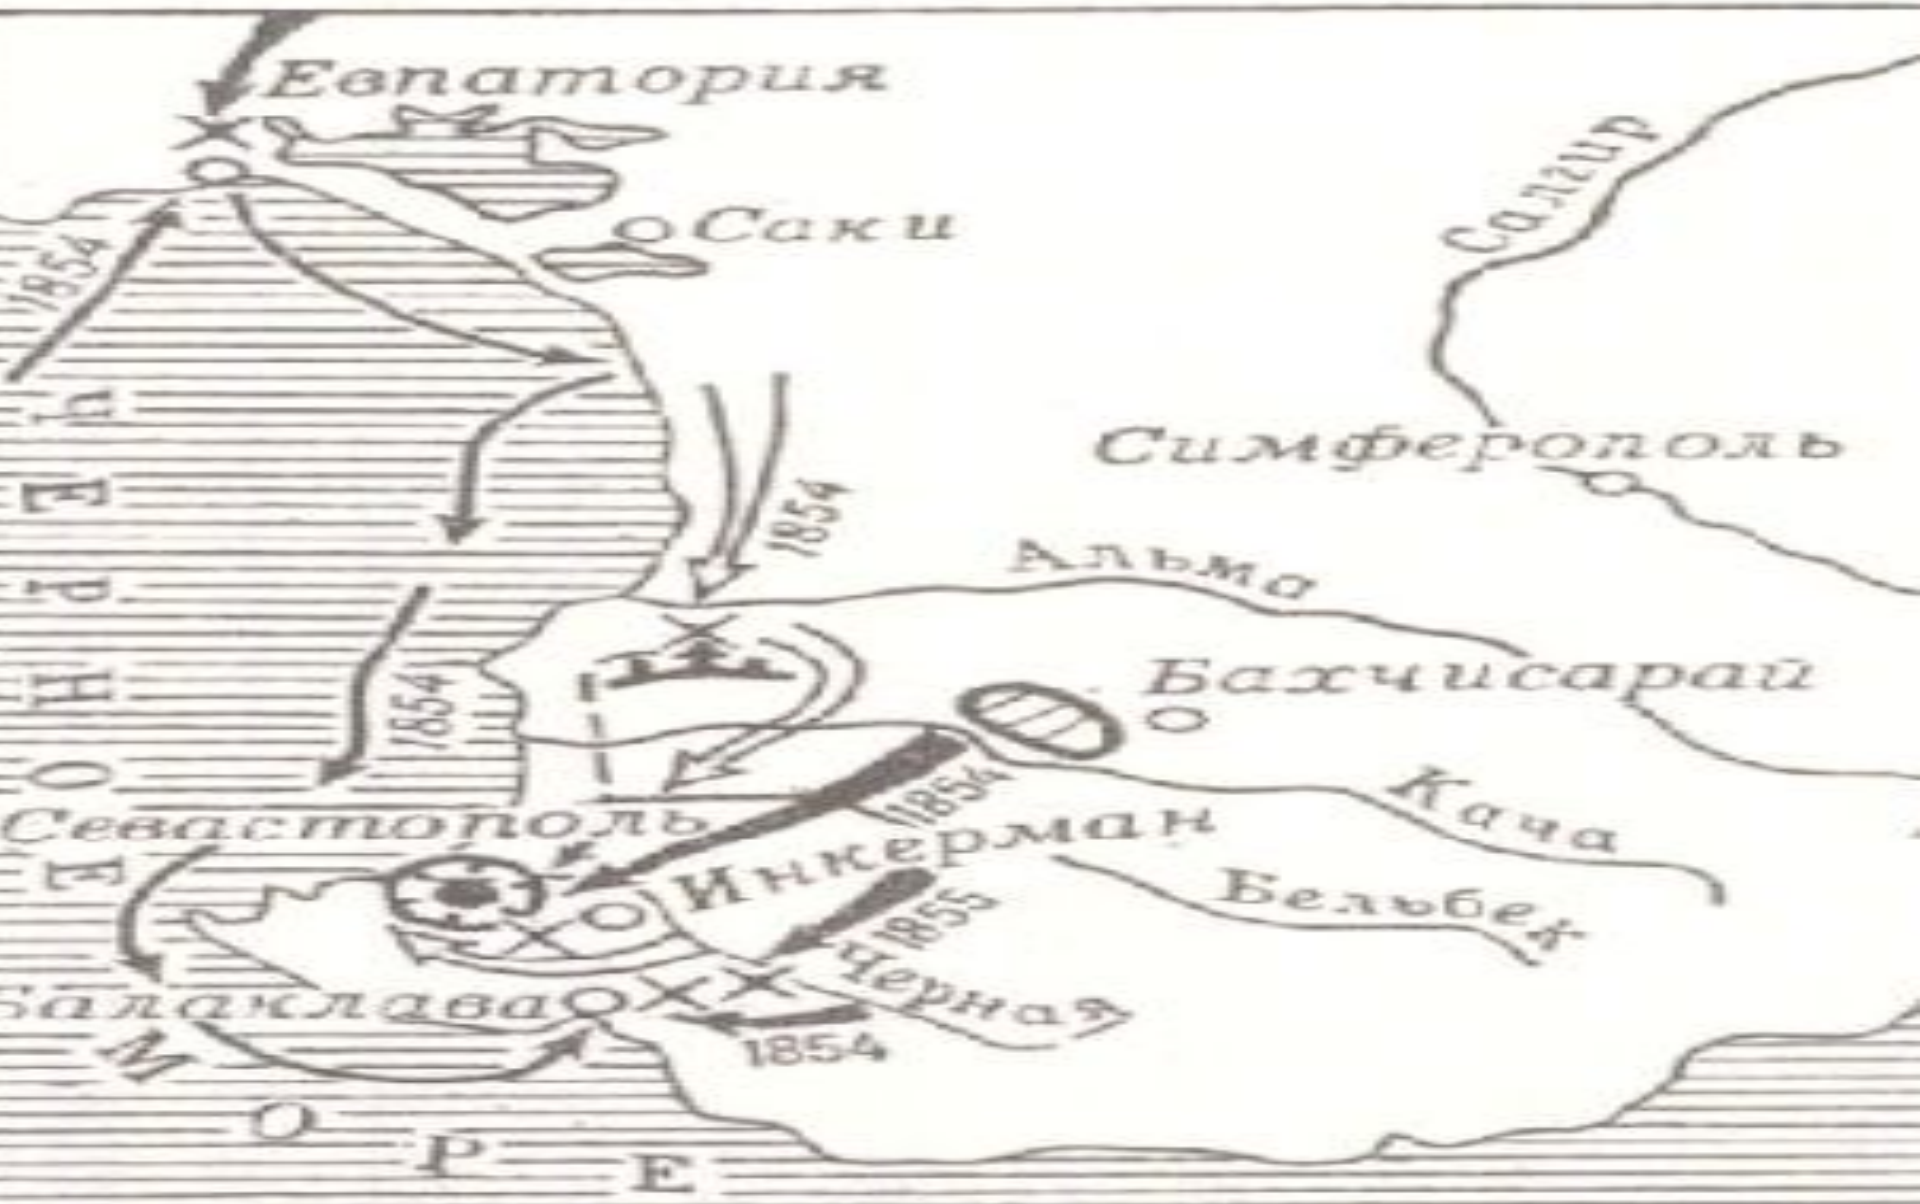 Евпатория
Салгир
Саки
1854
Симферополь
1854
Альма
Бахчисарай
1854
Кача
1854
Севастополь
Инкерман
Бельбек
1855
Черная
Балаклава
1854
ЧЕРНОЕ МОРЕ